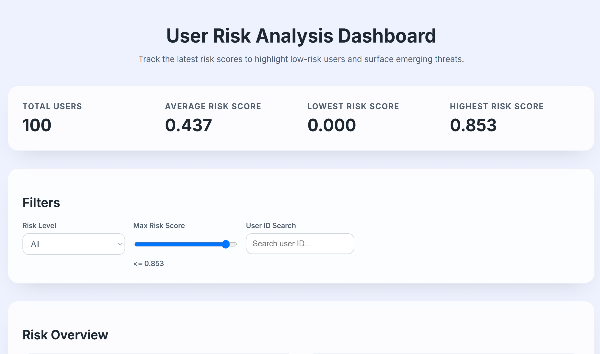 User Risk Analysis Dashboard
Track the latest risk scores to highlight low-risk users and surface emerging threats.
TOTAL USERS
100
AVERAGE RISK SCORE
0.437
LOWEST RISK SCORE
0.000
HIGHEST RISK SCORE
0.853
Filters
Risk Level
All
Max Risk Score
<= 0.853
User ID Search
Search user ID...
Risk Overview